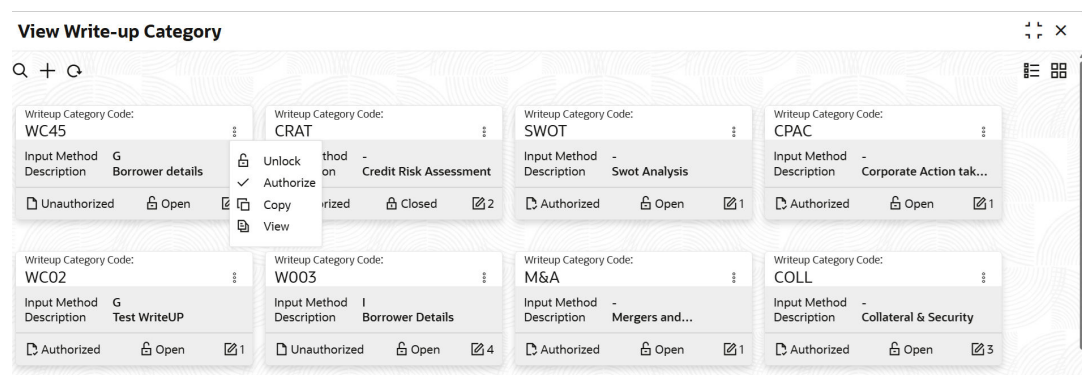 View Write-up Category
Writeup Category Code:
WC45
Input Method G
Description Borrower details
Unauthorized Open
Unlock
Authorize
Copy
View
Writeup Category Code:
CRAT
-
Credit Risk Assessment
Closed 2
Writeup Category Code:
SWOT
Input Method -
Description Swot Analysis
Authorized Open 1
Writeup Category Code:
CPAC
Input Method -
Description Corporate Action tak...
Authorized Open 1
Writeup Category Code:
WC02
Input Method G
Description Test WriteUP
Authorized Open 1
Writeup Category Code:
W003
Input Method I
Description Borrower Details
Unauthorized Open 4
Writeup Category Code:
M&A
Input Method -
Description Mergers and...
Authorized Open 1
Writeup Category Code:
COLL
Input Method -
Description Collateral & Security
Authorized Open 3